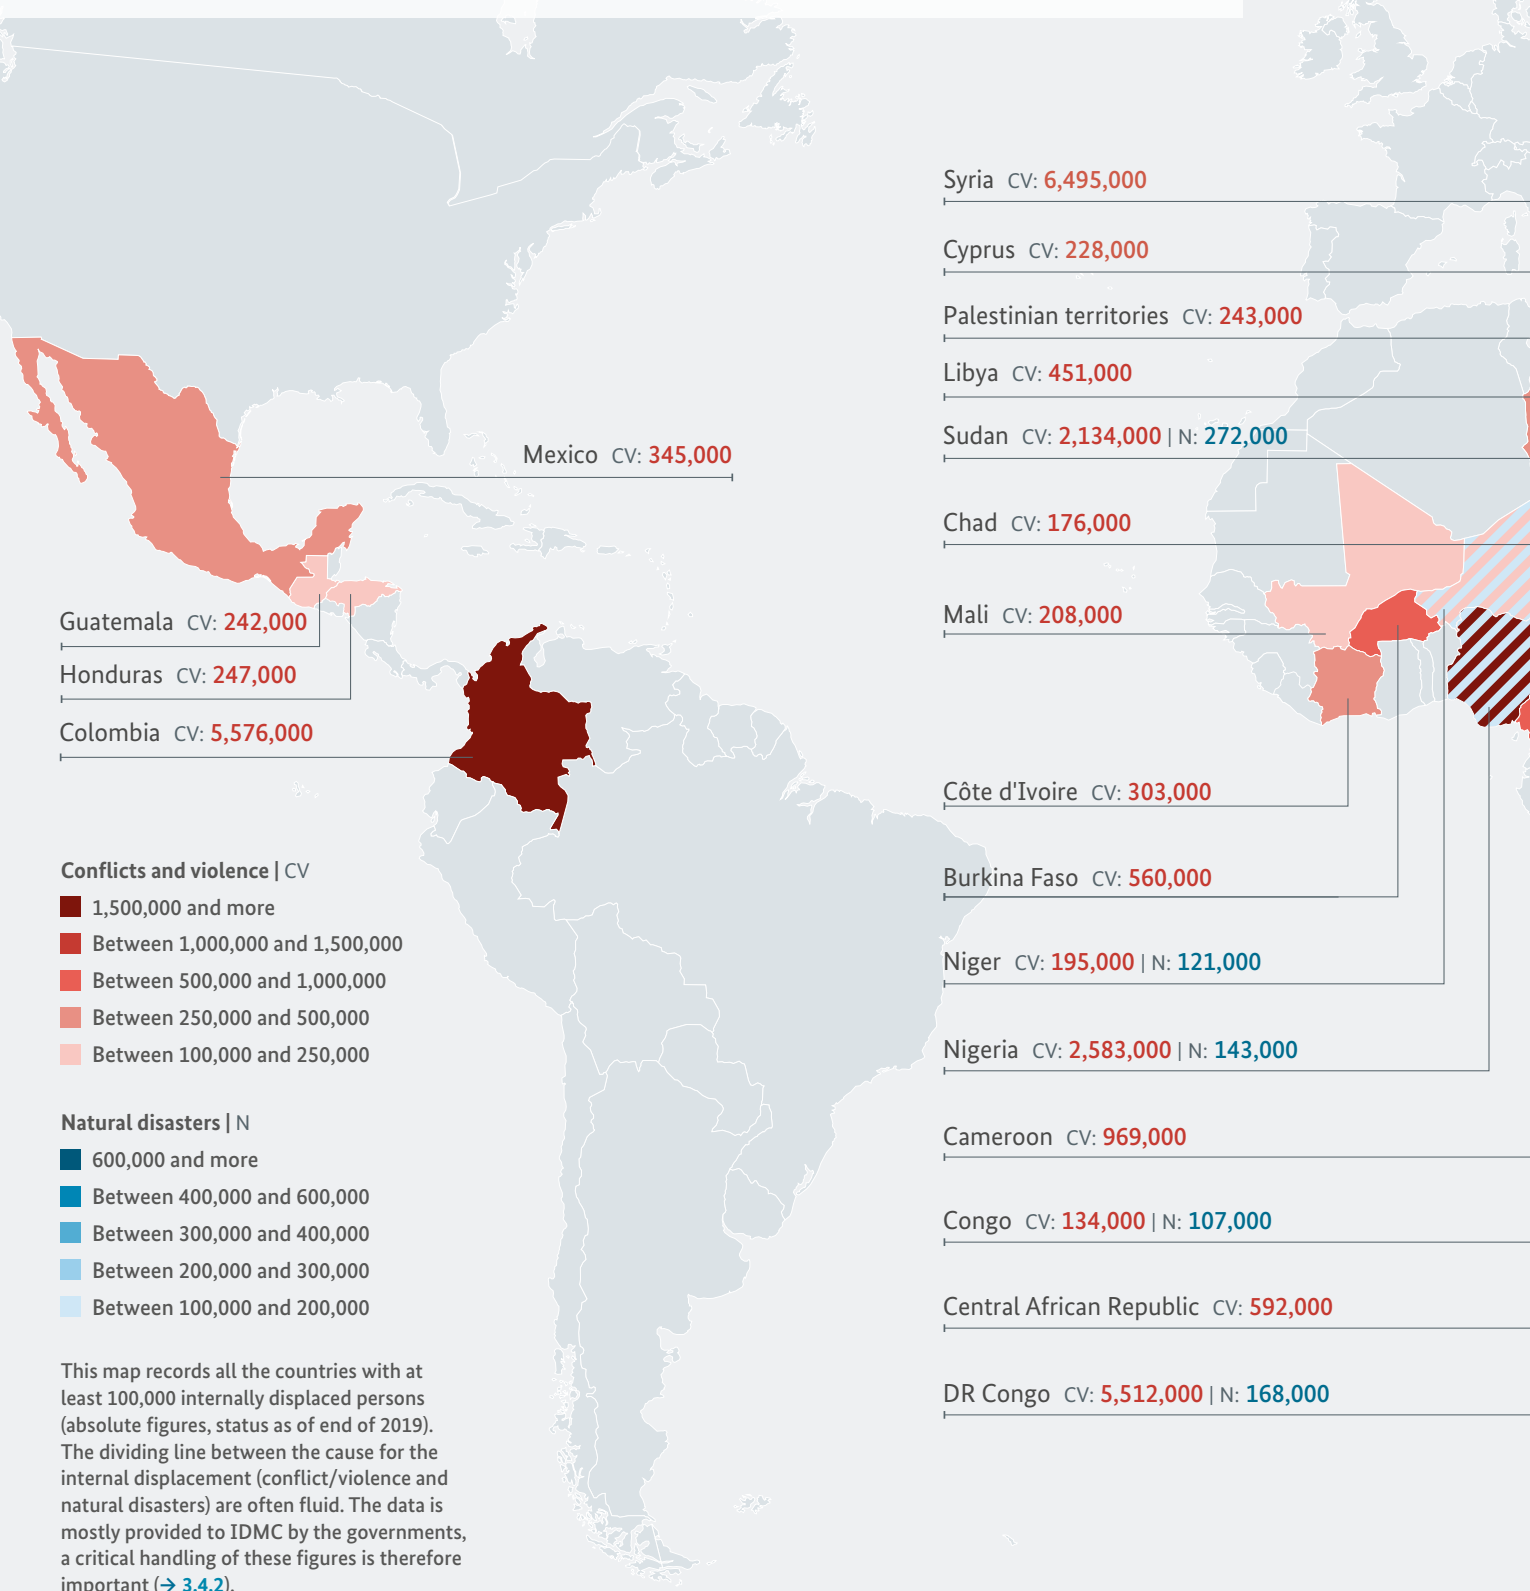 Syria CV: 6,495,000
Cyprus CV: 228,000
Palestinian territories CV: 243,000
Libya CV: 451,000
Sudan CV: 2,134,000 | N: 272,000
Mexico CV: 345,000
Chad CV: 176,000
Mali CV: 208,000
Guatemala CV: 242,000
Honduras CV: 247,000
Colombia CV: 5,576,000
Côte d'Ivoire CV: 303,000
Burkina Faso CV: 560,000
Niger CV: 195,000 | N: 121,000
Nigeria CV: 2,583,000 | N: 143,000
Cameroon CV: 969,000
Congo CV: 134,000 | N: 107,000
Central African Republic CV: 592,000
DR Congo CV: 5,512,000 | N: 168,000
Conflicts and violence | CV
1,500,000 and more
Between 1,000,000 and 1,500,000
Between 500,000 and 1,000,000
Between 250,000 and 500,000
Between 100,000 and 250,000
Natural disasters | N
600,000 and more
Between 400,000 and 600,000
Between 300,000 and 400,000
Between 200,000 and 300,000
Between 100,000 and 200,000
This map records all the countries with at
least 100,000 internally displaced persons
(absolute figures, status as of end of 2019).
The dividing line between the cause for the
internal displacement (conflict/violence and
natural disasters) are often fluid. The data is
mostly provided to IDMC by the governments,
a critical handling of these figures is therefore
important (→ 3.4.2).